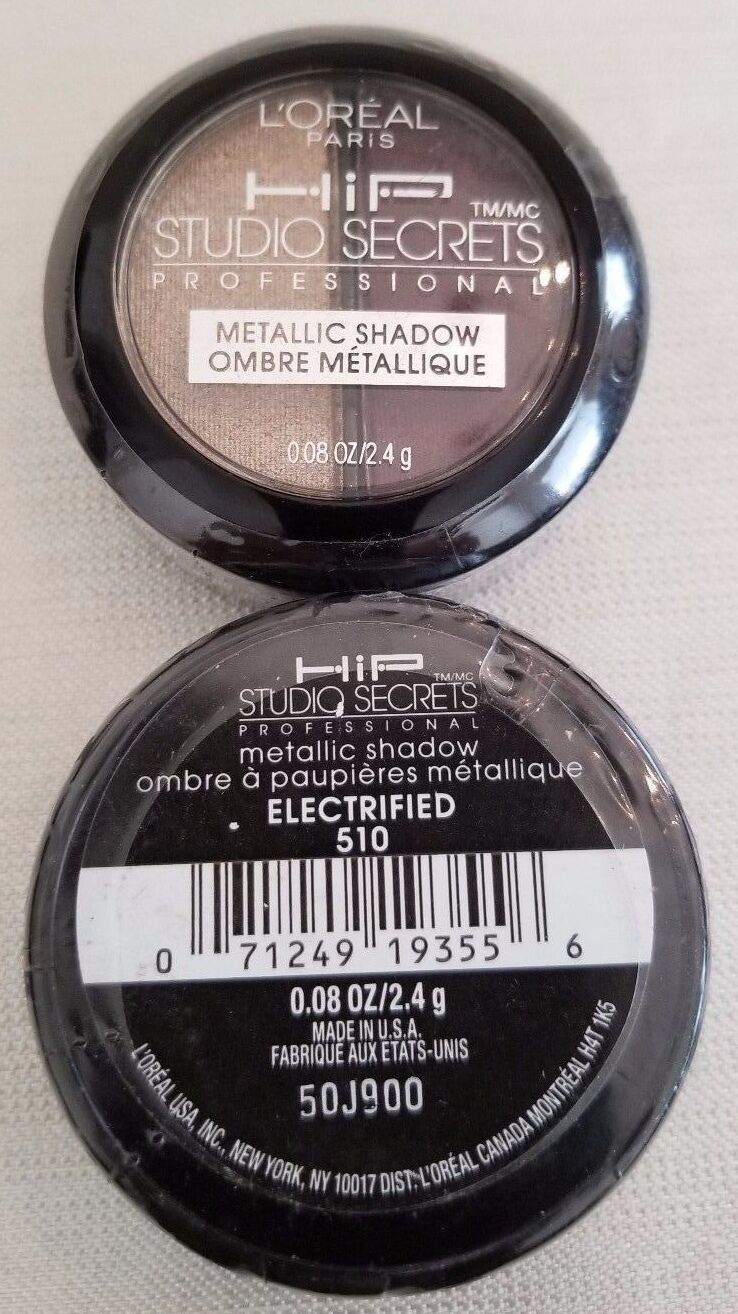 L'ORÉAL
PARIS
HiP TM/MC
STUDIO SECRETS
PROFESSIONAL
METALLIC SHADOW
OMBRE MÉTALLIQUE
0.08 OZ/2.4 g
HiP TM/MC
STUDIO SECRETS
PROFESSIONAL
metallic shadow
ombre à paupières métallique
ELECTRIFIED
510
0 71249 19355 6
0.08 OZ/2.4 g
MADE IN U.S.A.
FABRIQUÉ AUX ÉTATS-UNIS
50J900
L'ORÉAL USA, INC., NEW YORK, NY 10017 DIST. L'ORÉAL CANADA MONTRÉAL H4T 1K5